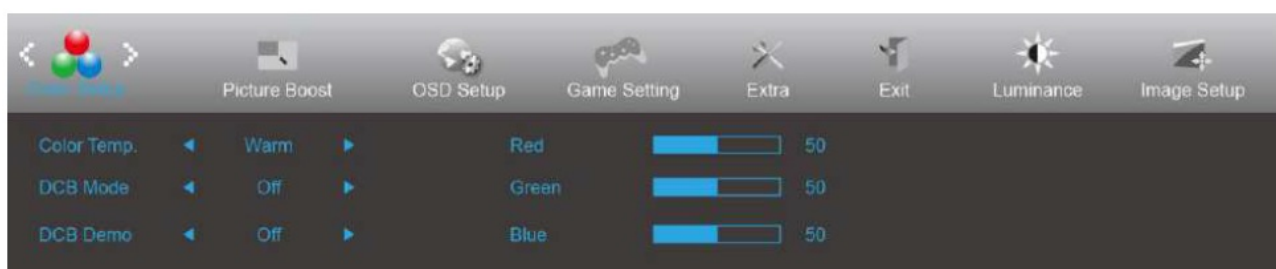 Picture Boost OSD Setup Game Setting Extra Exit Luminance Image Setup
Color Temp. Warm Red 50
DCB Mode Off Green 50
DCB Demo Off Blue 50